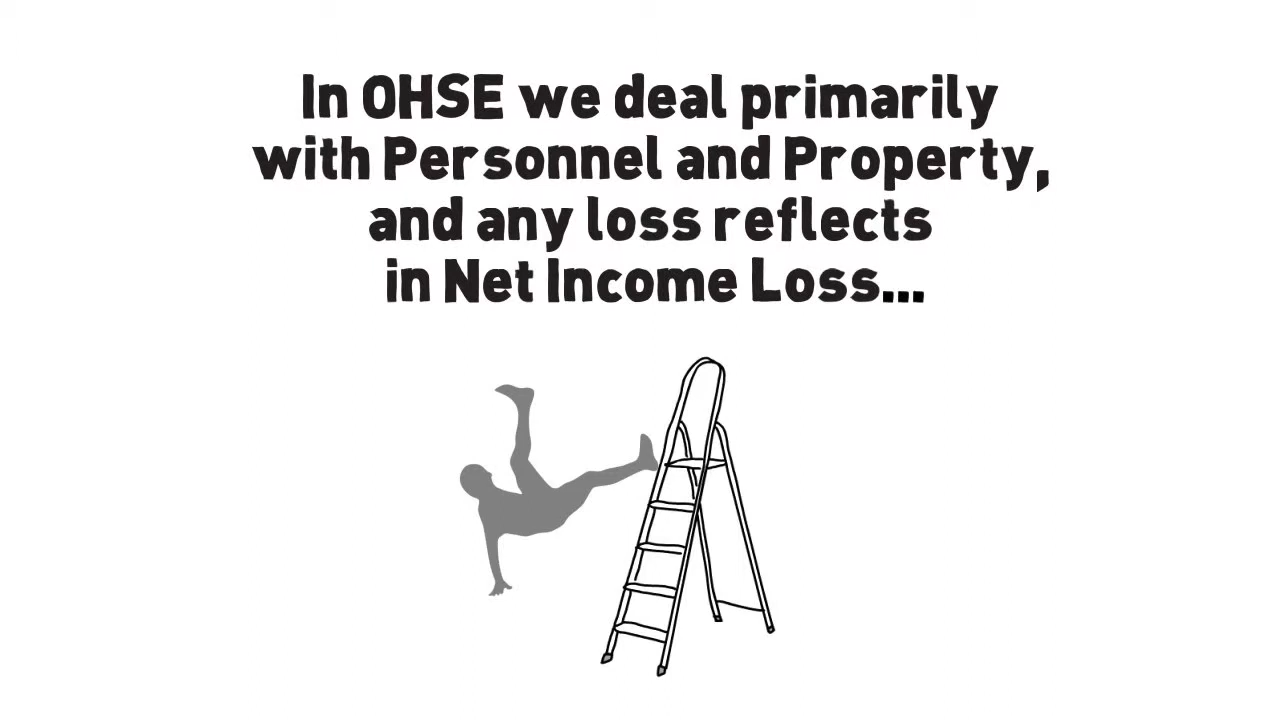 In OHSE we deal primarily
with Personnel and Property,
and any loss reflects
in Net Income Loss...